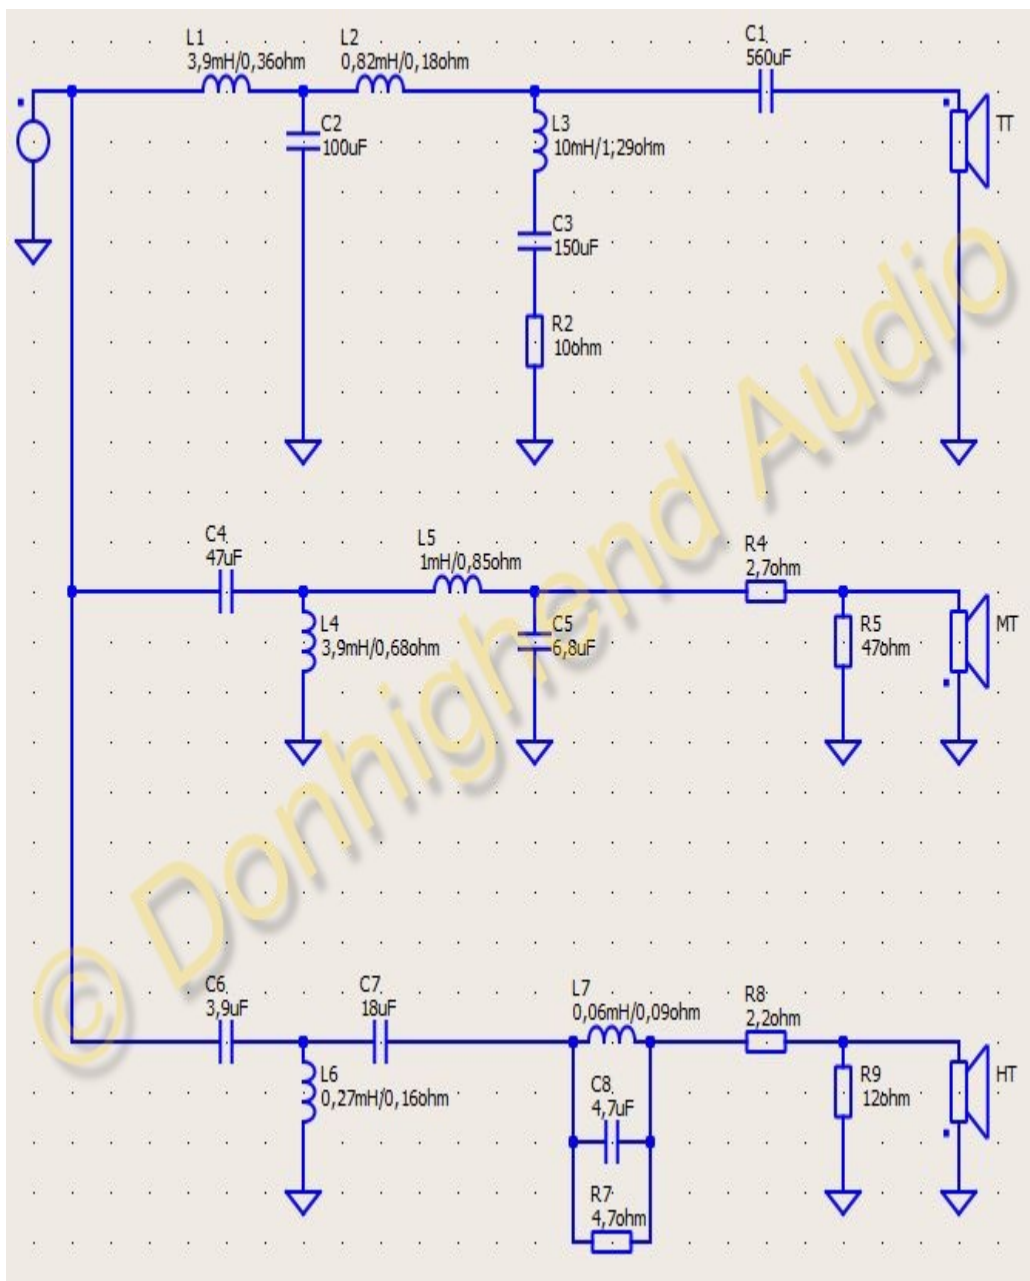 L1
3,9mH/0,36ohm
L2
0,82mH/0,18ohm
C1
560uF
C2
100uF
L3
10mH/1,29ohm
TT
C3
150uF
R2
10ohm
C4
47uF
L5
1mH/0,85ohm
R4
2,7ohm
L4
3,9mH/0,68ohm
C5
6,8uF
R5
47ohm
MT
C6
3,9uF
C7
18uF
L7
0,06mH/0,09ohm
R8
2,2ohm
L6
0,27mH/0,16ohm
C8
4,7uF
R9
12ohm
HT
R7
4,7ohm
© Donhighend Audio